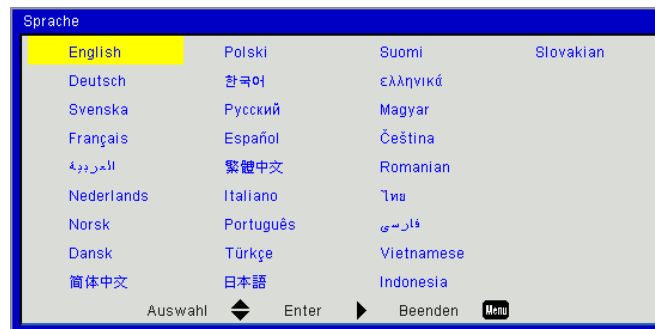 Sprache
English Polski Suomi Slovakian
Deutsch 한국어 ελληνικά
Svenska Русский Magyar
Français Español Čeština
العربية 繁體中文 Romanian
Nederlands Italiano ไทย
Norsk Português فارسی
Dansk Türkçe Vietnamese
简体中文 日本語 Indonesia
Auswahl Enter Beenden Menu